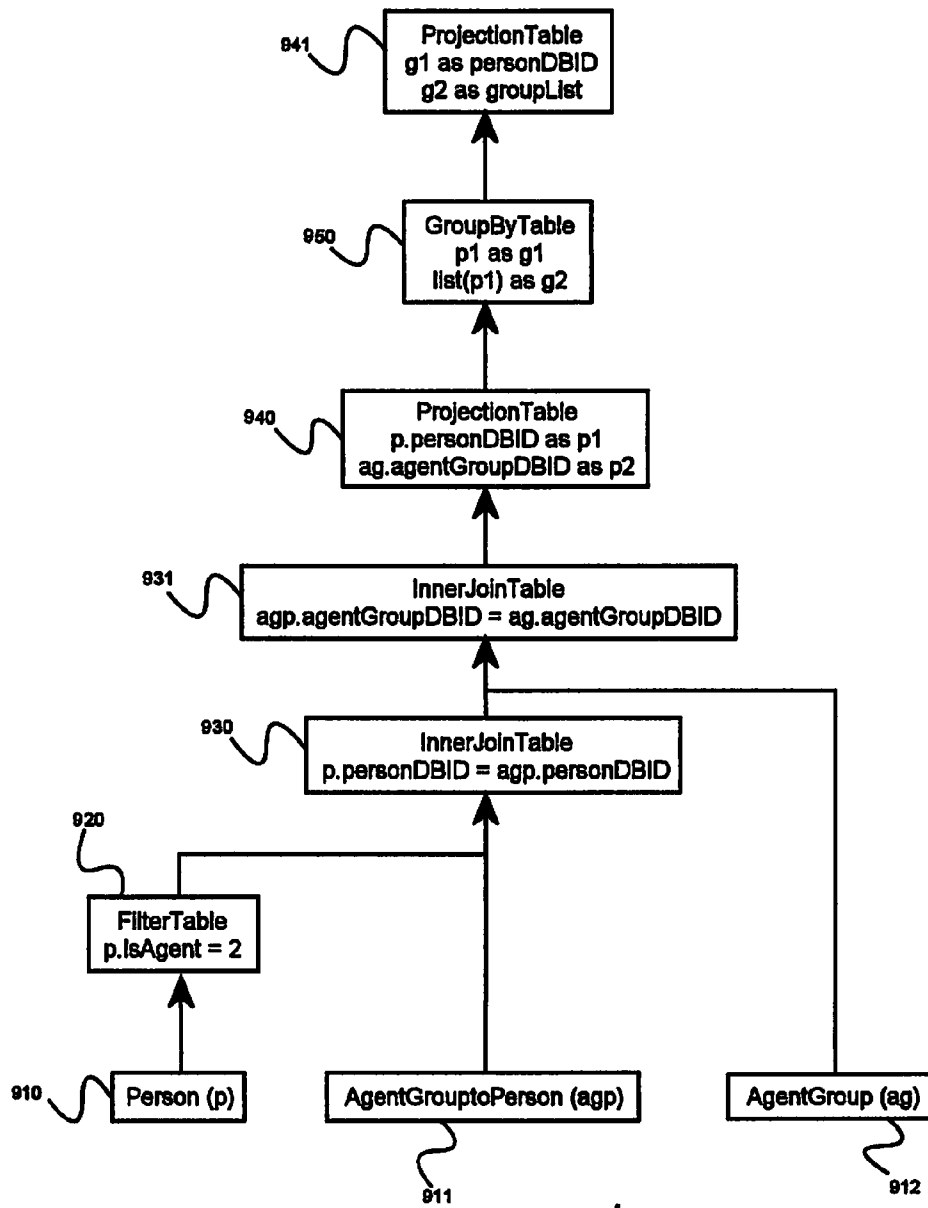 941
ProjectionTable
g1 as personDBID
g2 as groupList
950
GroupByTable
p1 as g1
list(p1) as g2
940
ProjectionTable
p.personDBID as p1
ag.agentGroupDBID as p2
931
InnerJoinTable
agp.agentGroupDBID = ag.agentGroupDBID
930
InnerJoinTable
p.personDBID = agp.personDBID
920
FilterTable
p.IsAgent = 2
910
Person (p)
AgentGrouptoPerson (agp)
AgentGroup (ag)
911
912